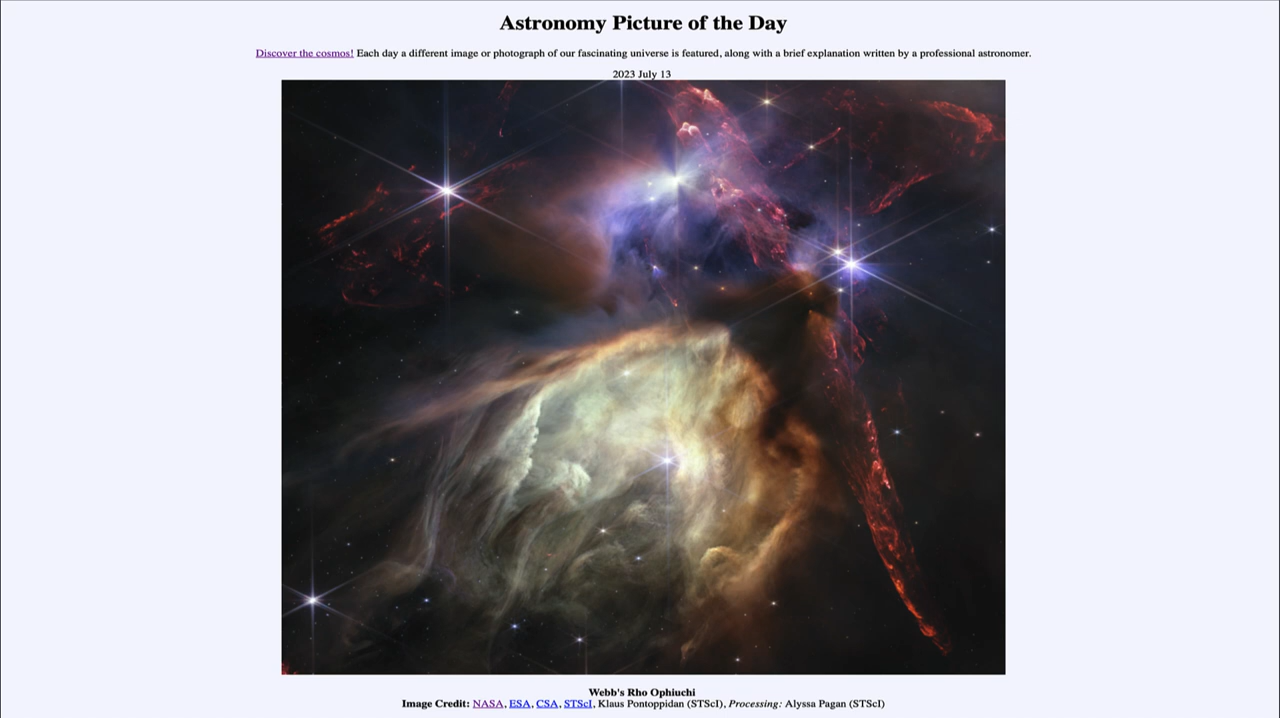 Astronomy Picture of the Day
Discover the cosmos! Each day a different image or photograph of our fascinating universe is featured, along with a brief explanation written by a professional astronomer.
2023 July 13
Webb's Rho Ophiuchi
Image Credit: NASA, ESA, CSA, STScI, Klaus Pontoppidan (STScI), Processing: Alyssa Pagan (STScI)